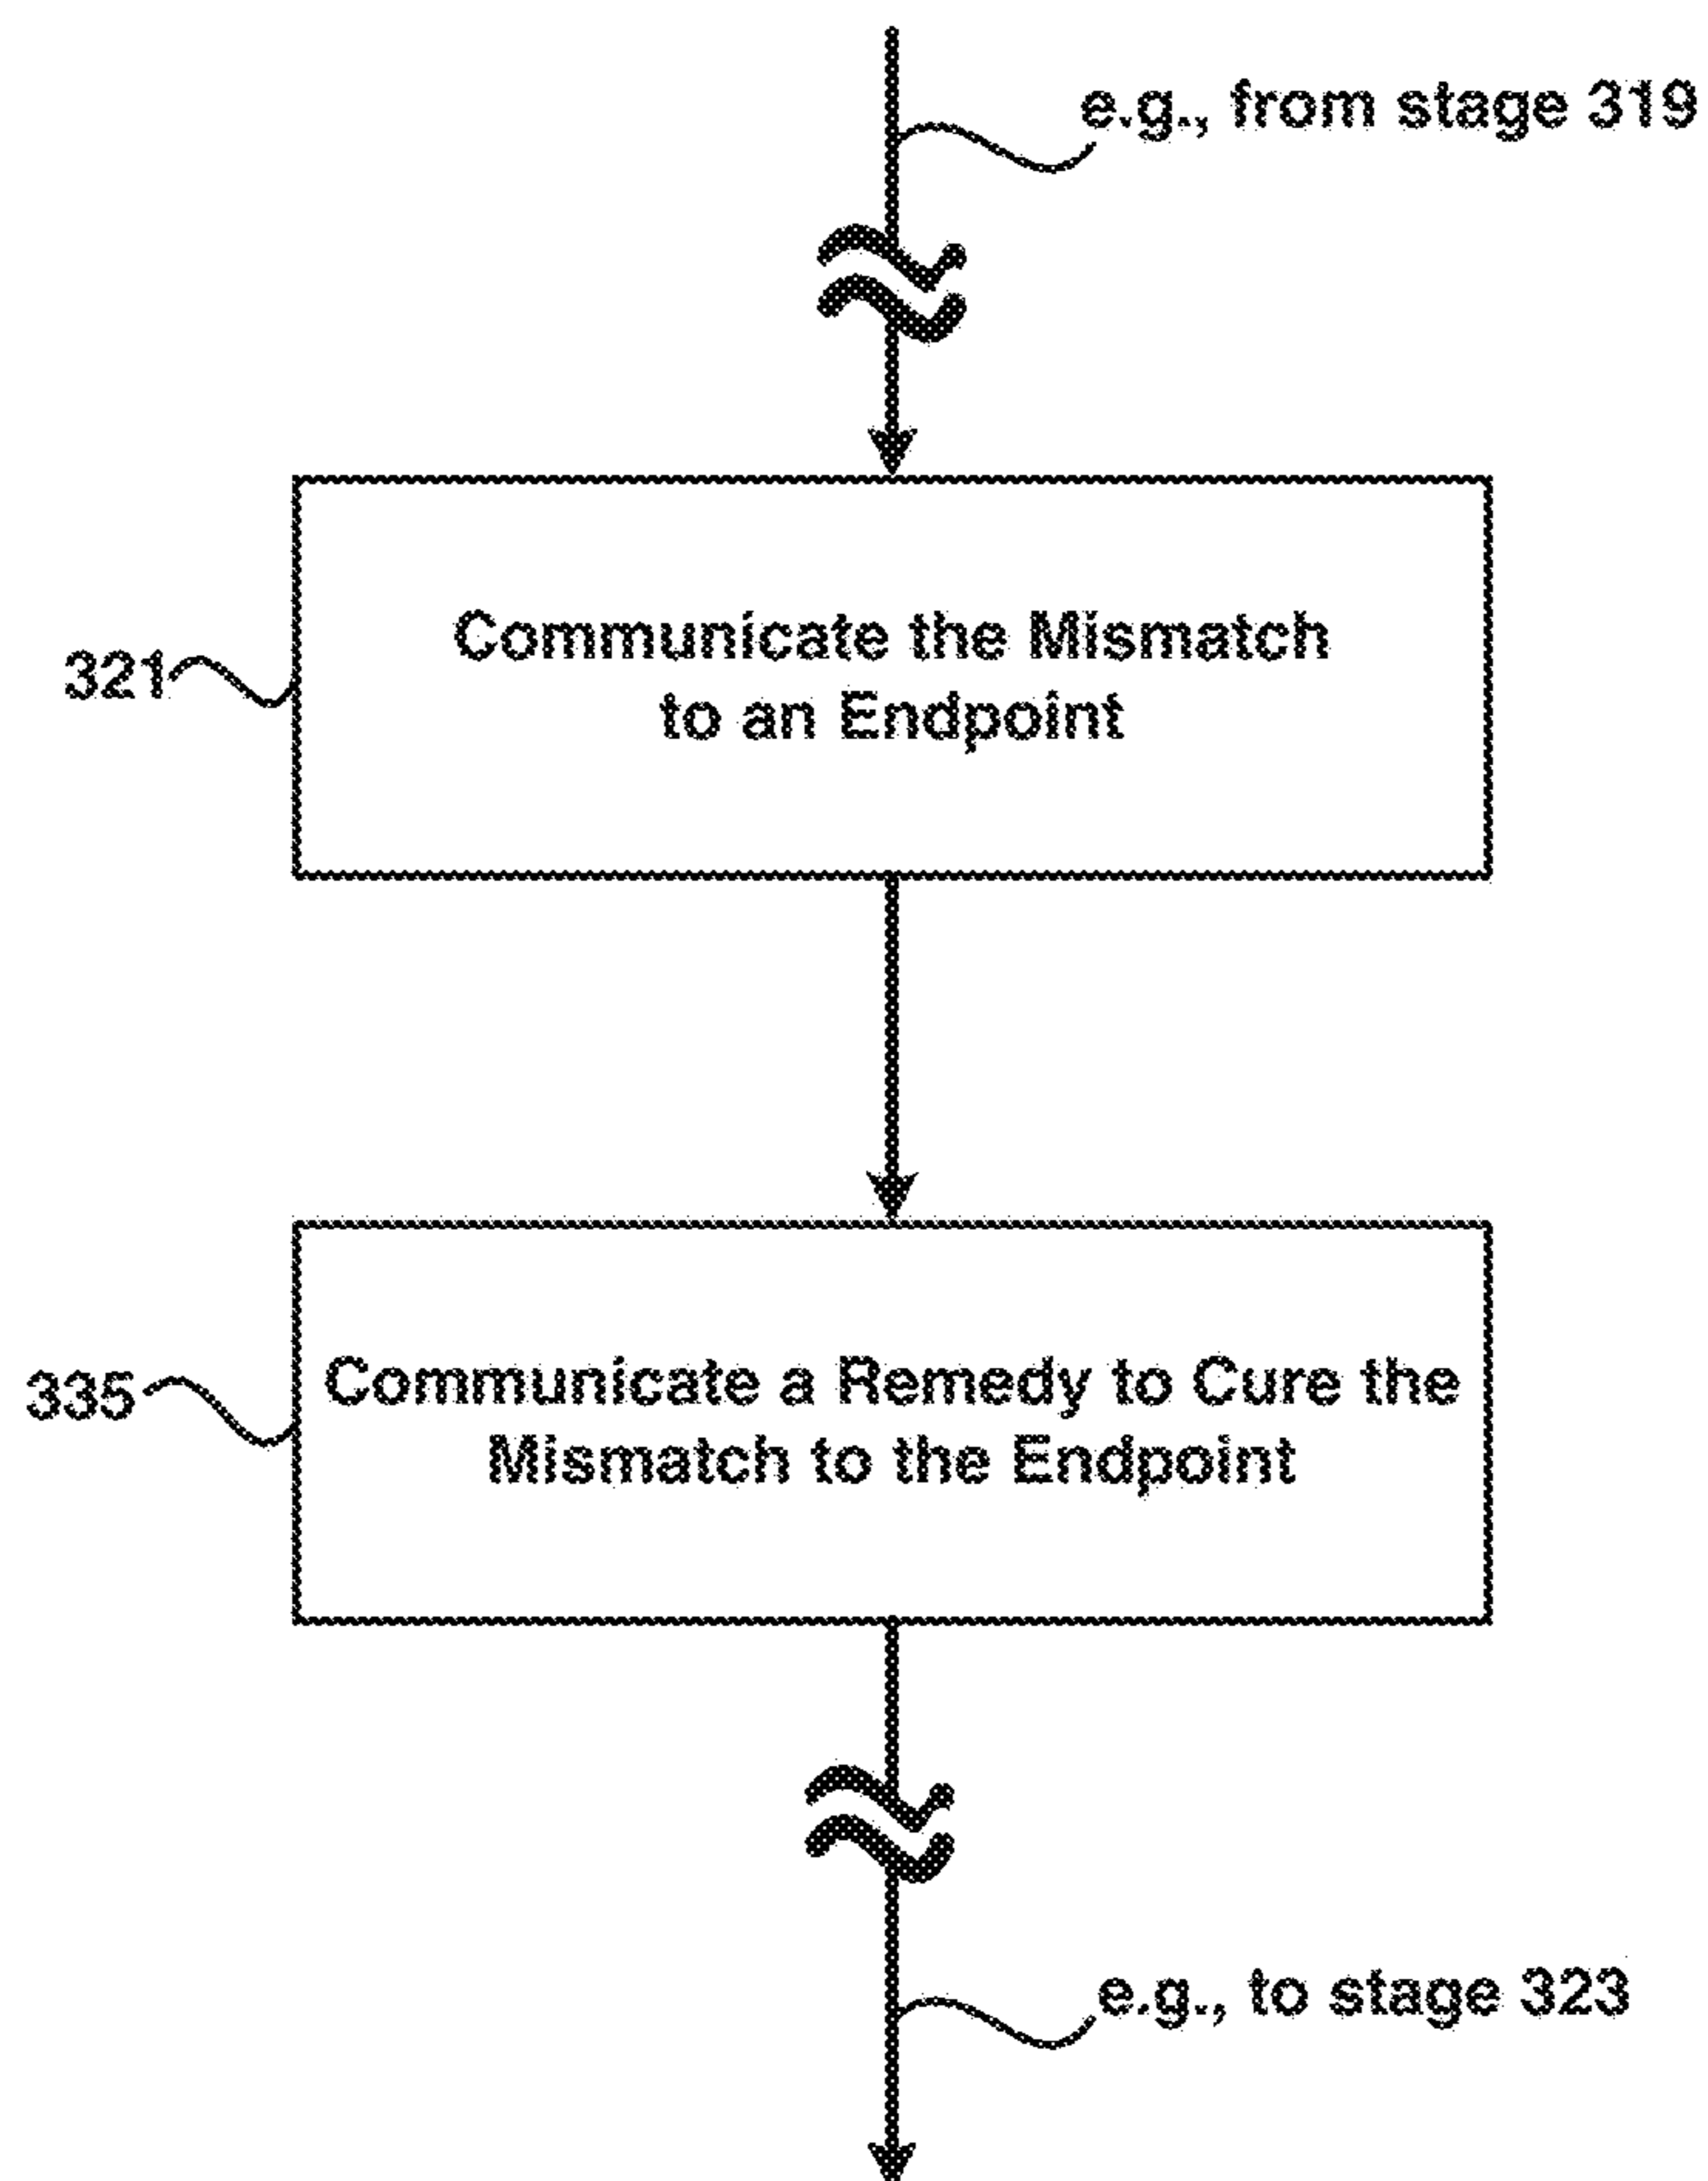 e.g., from stage 319
321
Communicate the Mismatch
to an Endpoint
335
Communicate a Remedy to Cure the
Mismatch to the Endpoint
e.g., to stage 323